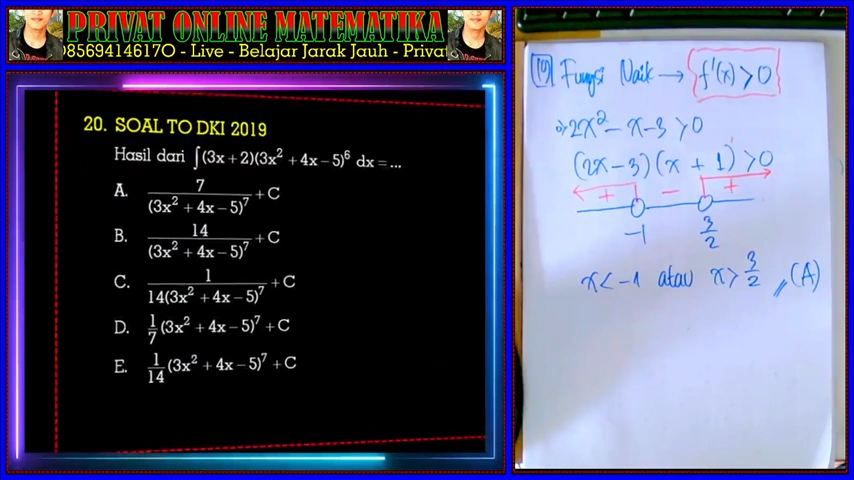 PRIVAT ONLINE MATEMATIKA
085694146170 - Live - Belajar Jarak Jauh - Privat
20. SOAL TO DKI 2019
Hasil dari ∫(3x + 2)(3x² + 4x – 5)⁶ dx = ...
A. 7/(3x² + 4x – 5)⁷ + C
B. 14/(3x² + 4x – 5)⁷ + C
C. 1/14(3x² + 4x – 5)⁷ + C
D. 1/7 (3x² + 4x – 5)⁷ + C
E. 1/14 (3x² + 4x – 5)⁷ + C
Fungsi Naik → f'(x) > 0
2x² – x – 3 > 0
(2x – 3)(x + 1) > 0
+ – +
-1 3/2
x < -1 atau x > 3/2 , (A)